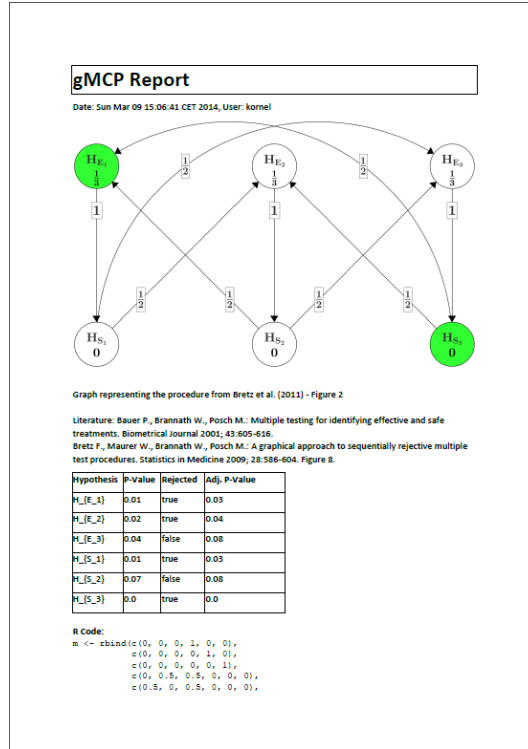 gMCP Report
Date: Sun Mar 09 15:06:41 CET 2014, User: kornel
H_E_1 1/3
H_E_2 1/3
H_E_3 1/3
1/2
1/2
1
1
1
1/2
1/2
1/2
1/2
H_S_1 0
H_S_2 0
H_S_3 0
Graph representing the procedure from Bretz et al. (2011) - Figure 2
Literature: Bauer P., Brannath W., Posch M.: Multiple testing for identifying effective and safe
treatments. Biometrical Journal 2001; 43:605-616.
Bretz F., Maurer W., Brannath W., Posch M.: A graphical approach to sequentially rejective multiple
test procedures. Statistics in Medicine 2009; 28:586-604. Figure 8.
Hypothesis P-Value Rejected Adj. P-Value
H_{E_1} 0.01 true 0.03
H_{E_2} 0.02 true 0.04
H_{E_3} 0.04 false 0.08
H_{S_1} 0.01 true 0.03
H_{S_2} 0.07 false 0.08
H_{S_3} 0.0 true 0.0
R Code:
m <- rbind(c(0, 0, 0, 1, 0, 0),
c(0, 0, 0, 0, 1, 0),
c(0, 0, 0, 0, 0, 1),
c(0, 0.5, 0.5, 0, 0, 0),
c(0.5, 0, 0.5, 0, 0, 0),